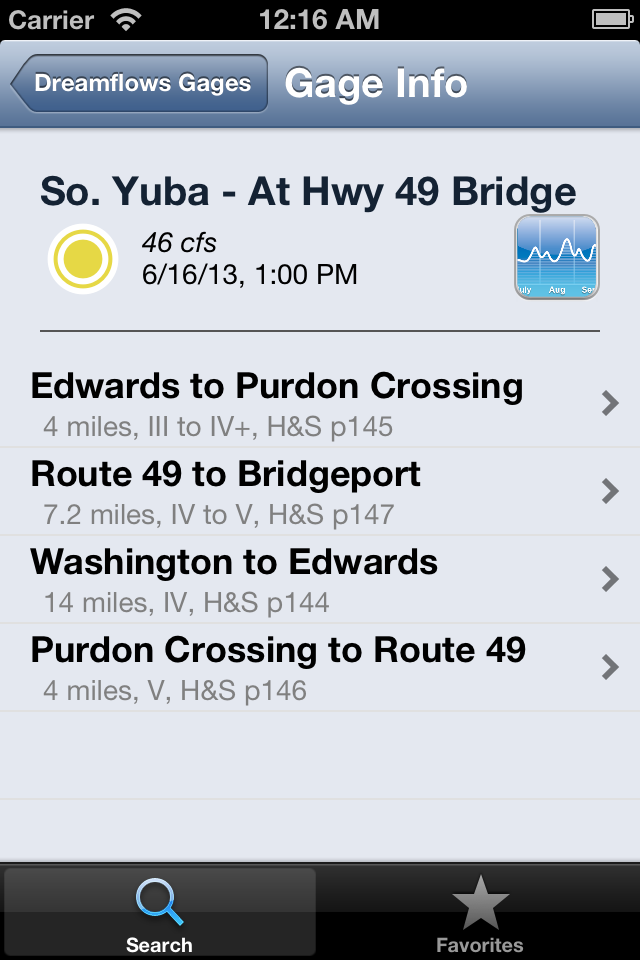 Carrier 12:16 AM
Dreamflows Gages Gage Info
So. Yuba - At Hwy 49 Bridge
46 cfs
6/16/13, 1:00 PM
uly Aug Se
Edwards to Purdon Crossing
4 miles, III to IV+, H&S p145
Route 49 to Bridgeport
7.2 miles, IV to V, H&S p147
Washington to Edwards
14 miles, IV, H&S p144
Purdon Crossing to Route 49
4 miles, V, H&S p146
Search Favorites